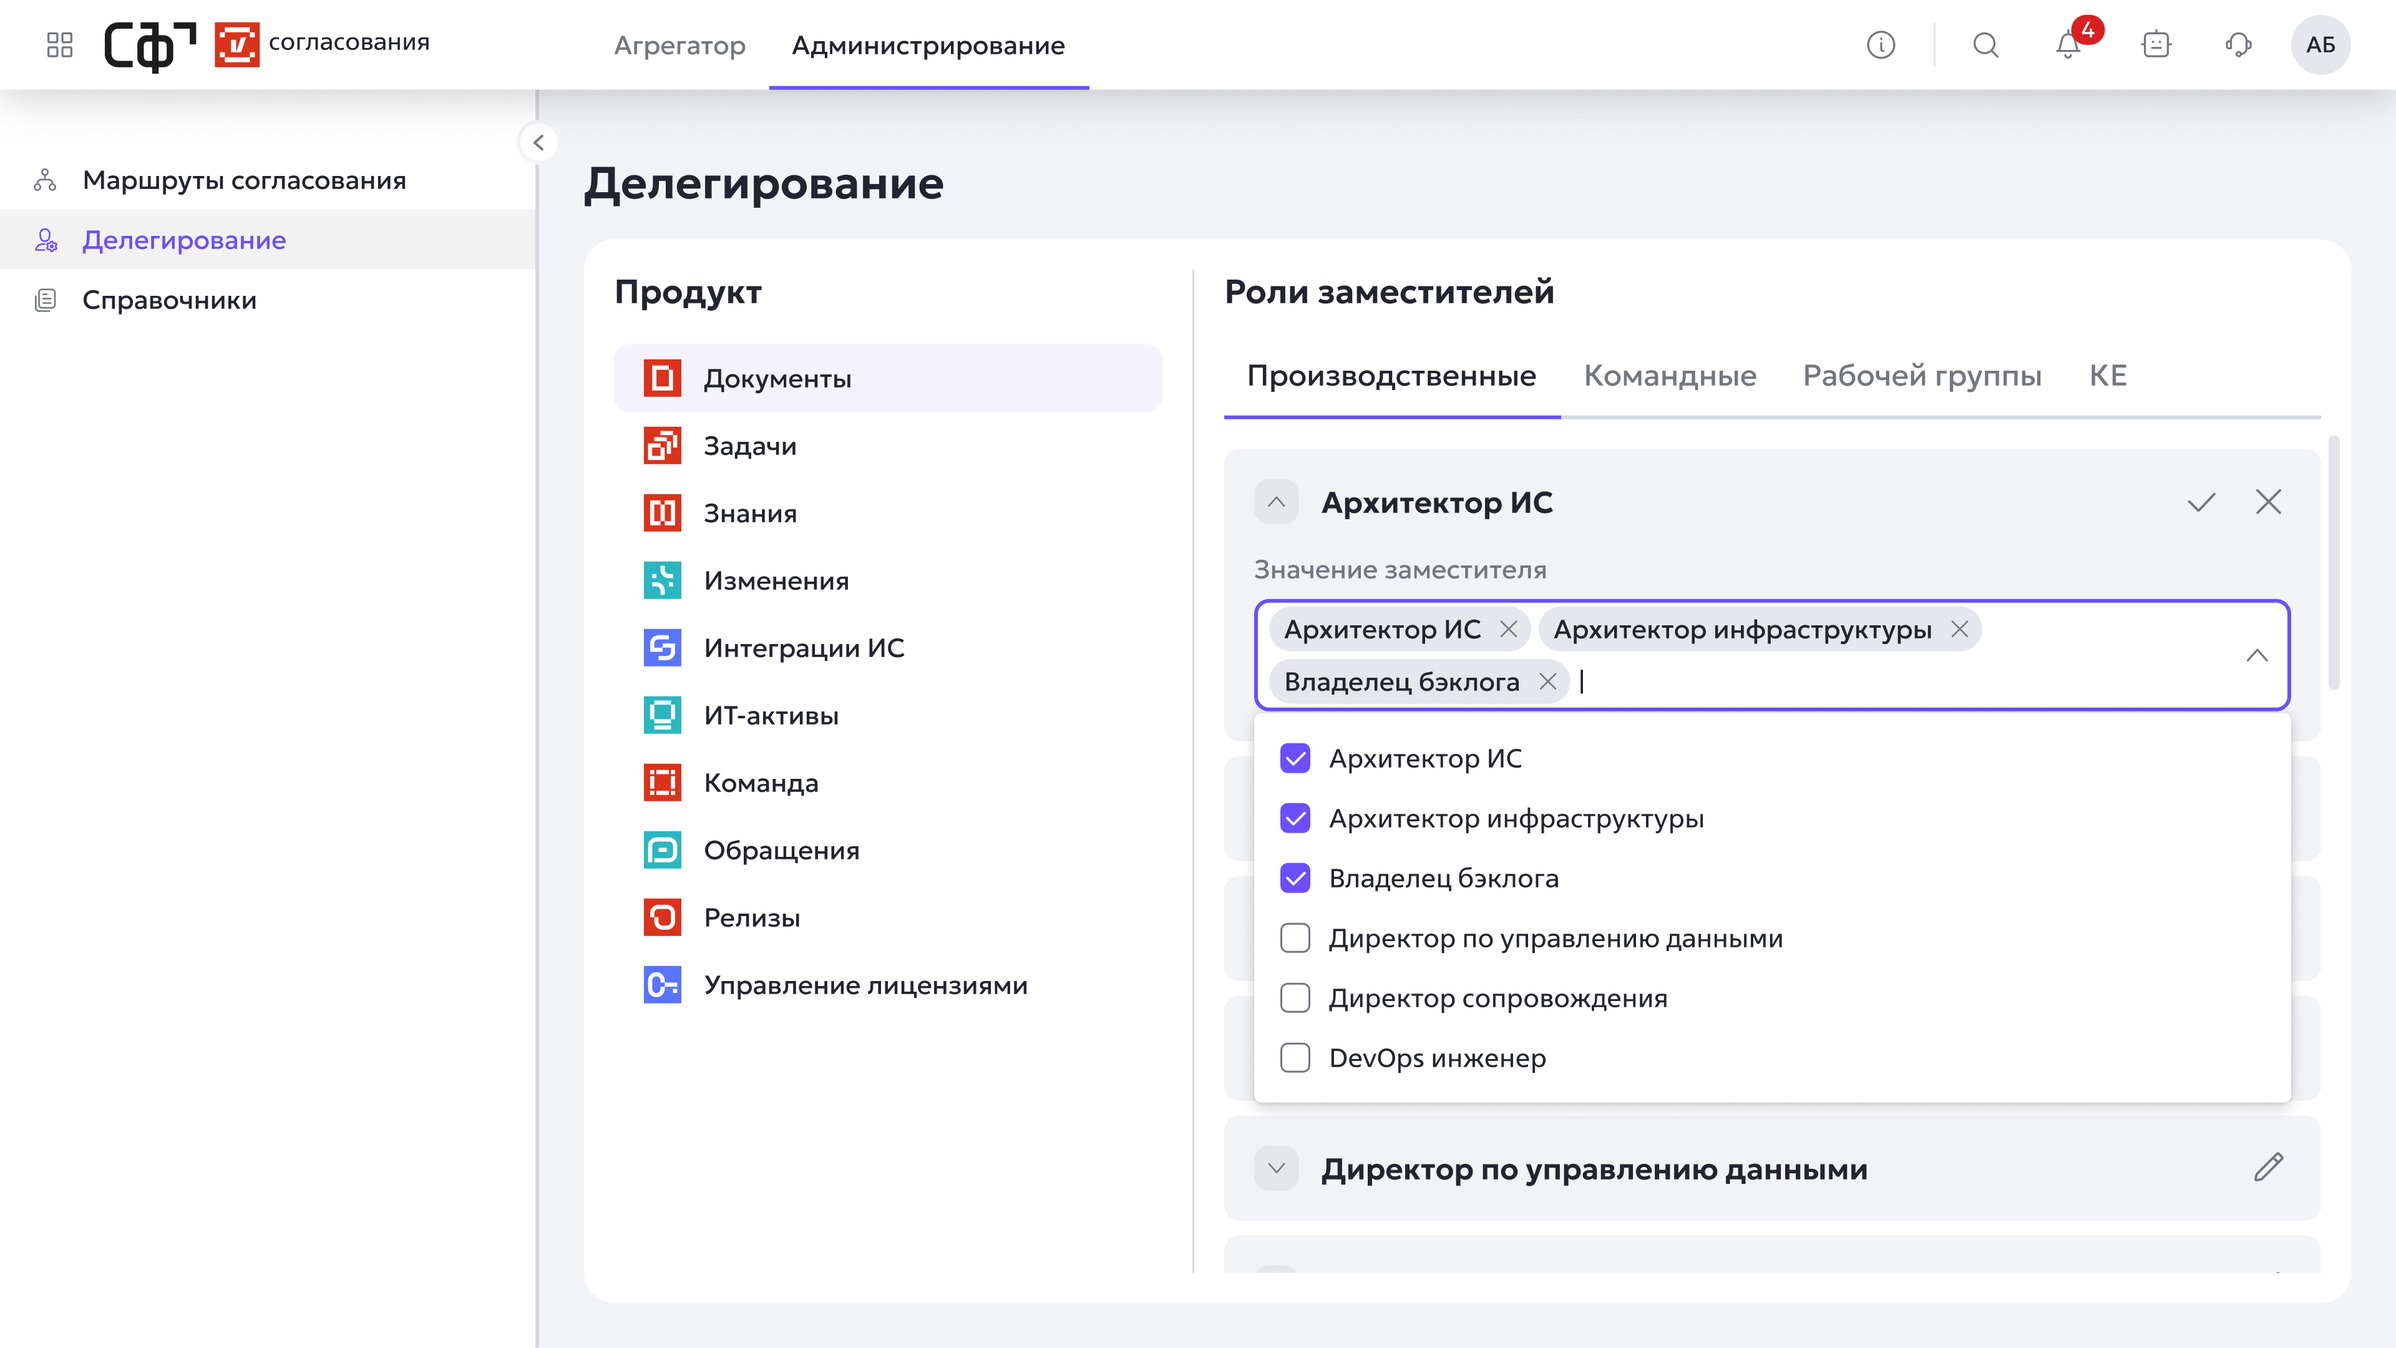 сфт согласования Агрегатор Администрирование 4 АБ
Маршруты согласования
Делегирование
Справочники
Делегирование
Продукт
Документы
Задачи
Знания
Изменения
Интеграции ИС
ИТ-активы
Команда
Обращения
Релизы
Управление лицензиями
Роли заместителей
Производственные Командные Рабочей группы КЕ
Архитектор ИС
Значение заместителя
Архитектор ИС Архитектор инфраструктуры
Владелец бэклога
Архитектор ИС
Архитектор инфраструктуры
Владелец бэклога
Директор по управлению данными
Директор сопровождения
DevOps инженер
Директор по управлению данными